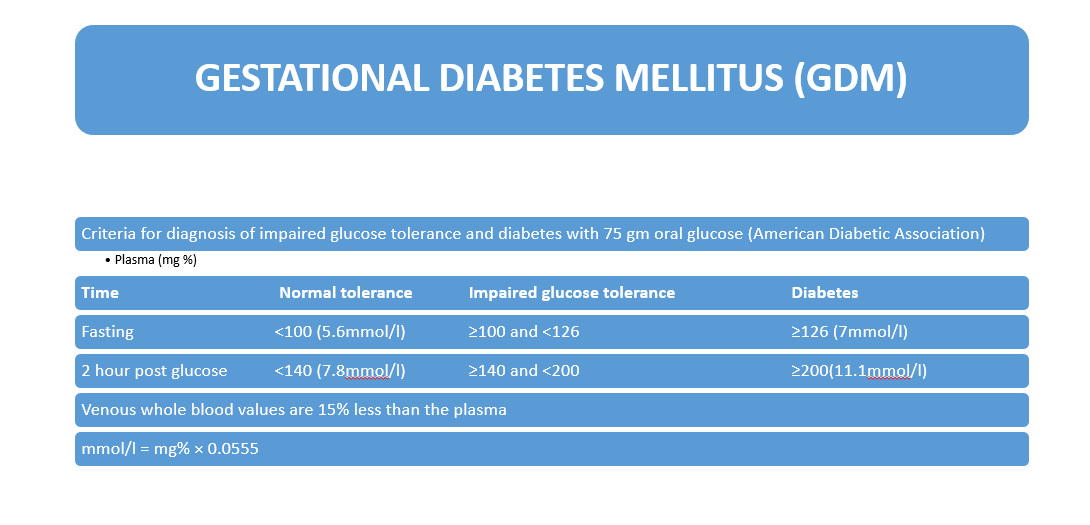 GESTATIONAL DIABETES MELLITUS (GDM)
Criteria for diagnosis of impaired glucose tolerance and diabetes with 75 gm oral glucose (American Diabetic Association)
• Plasma (mg %)
Time Normal tolerance Impaired glucose tolerance Diabetes
Fasting <100 (5.6mmol/l) ≥100 and <126 ≥126 (7mmol/l)
2 hour post glucose <140 (7.8mmol/l) ≥140 and <200 ≥200(11.1mmol/l)
Venous whole blood values are 15% less than the plasma
mmol/l = mg% × 0.0555